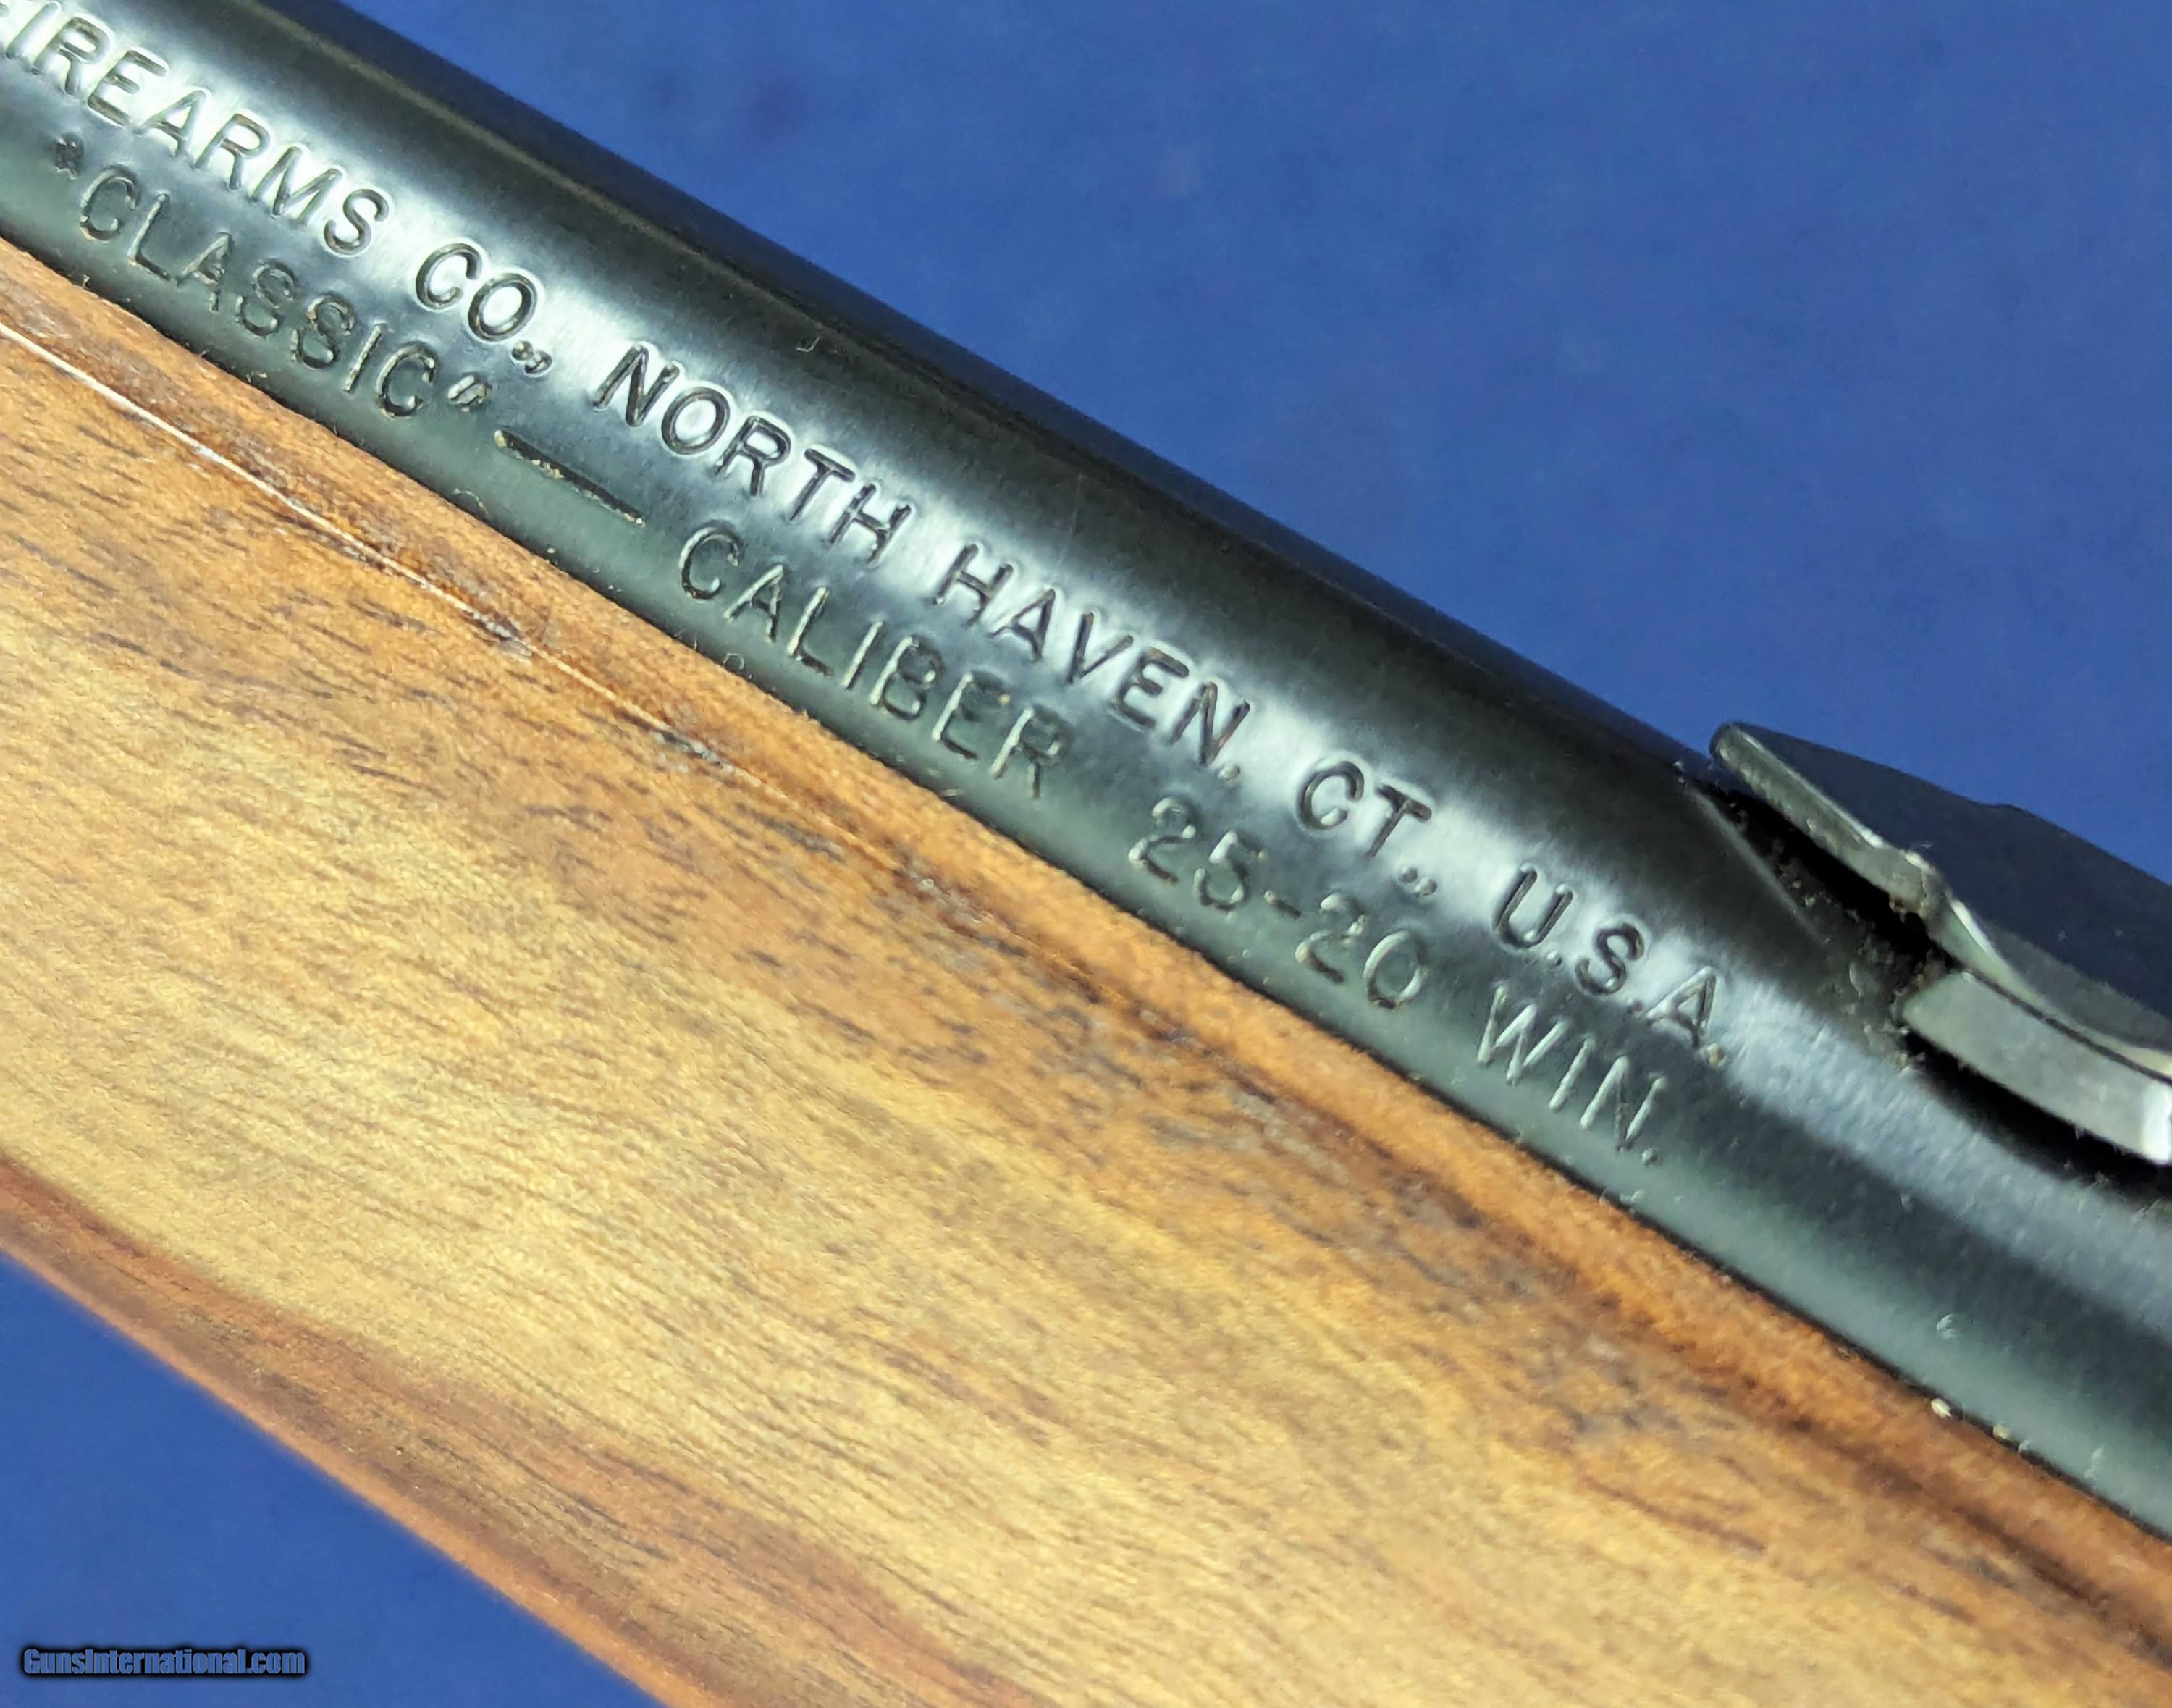 FIREARMS CO., NORTH HAVEN, CT., U.S.A.
"CLASSIC" — CALIBER 25-20 WIN.
GunsInternational.com